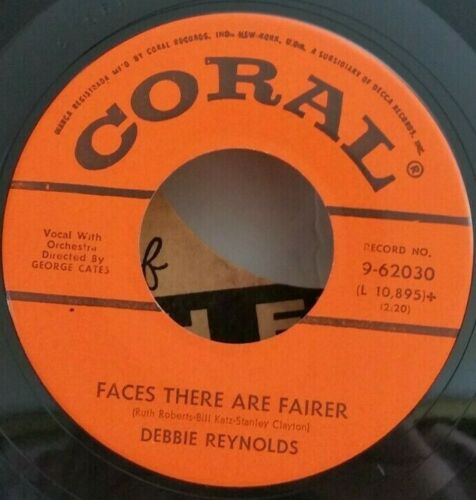 MARCA REGISTRADA MF'D BY CORAL RECORDS, INC. NEW YORK, U.S.A. A SUBSIDIARY OF DECCA RECORDS, INC.
CORAL®
Vocal With
Orchestra
Directed By
GEORGE CATES
RECORD NO.
9-62030
(L 10,895)+
(2:20)
of
FACES THERE ARE FAIRER
(Ruth Roberts-Bill Katz-Stanley Clayton)
DEBBIE REYNOLDS